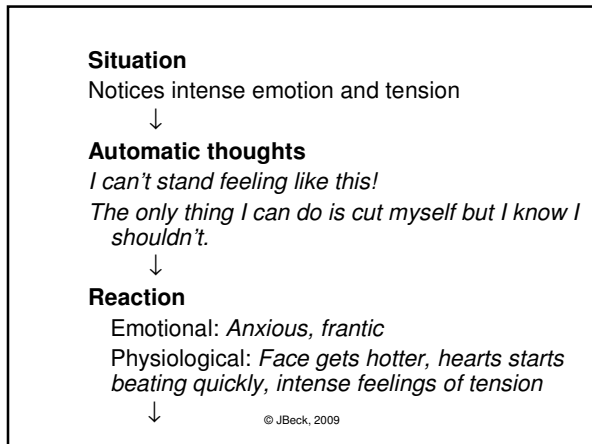 Situation
Notices intense emotion and tension
↓
Automatic thoughts
I can't stand feeling like this!
The only thing I can do is cut myself but I know I
shouldn't.
↓
Reaction
Emotional: Anxious, frantic
Physiological: Face gets hotter, hearts starts
beating quickly, intense feelings of tension
↓ © JBeck, 2009